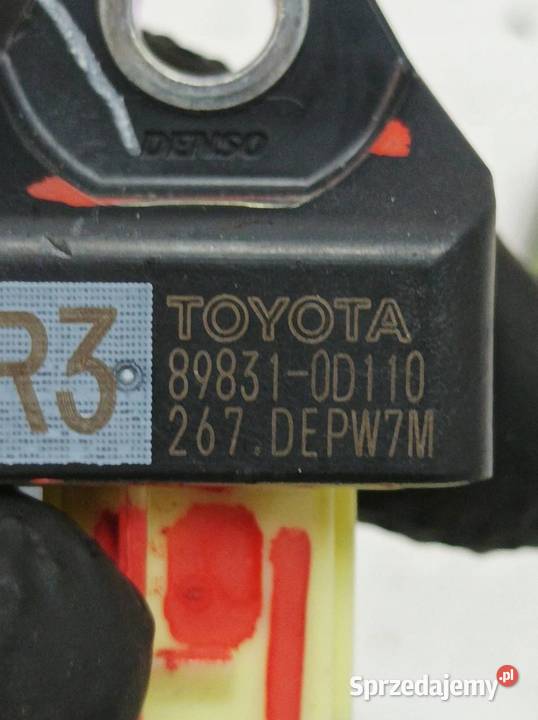 DENSO
R3
TOYOTA
89831-0D110
267.DEPW7M
Sprzedajemy.pl